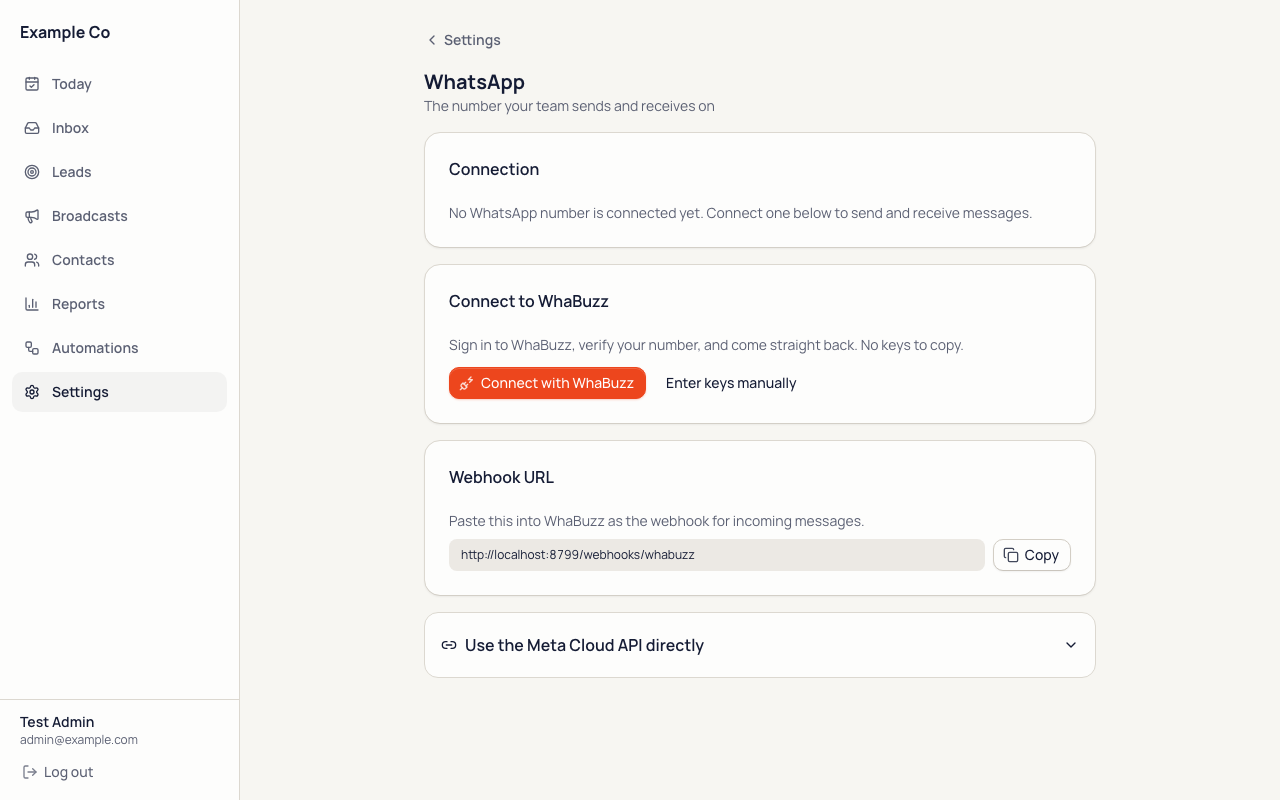 Example Co
Today
Inbox
Leads
Broadcasts
Contacts
Reports
Automations
Settings
Test Admin
admin@example.com
Log out
Settings
WhatsApp
The number your team sends and receives on
Connection
No WhatsApp number is connected yet. Connect one below to send and receive messages.
Connect to WhaBuzz
Sign in to WhaBuzz, verify your number, and come straight back. No keys to copy.
Connect with WhaBuzz
Enter keys manually
Webhook URL
Paste this into WhaBuzz as the webhook for incoming messages.
http://localhost:8799/webhooks/whabuzz
Copy
Use the Meta Cloud API directly